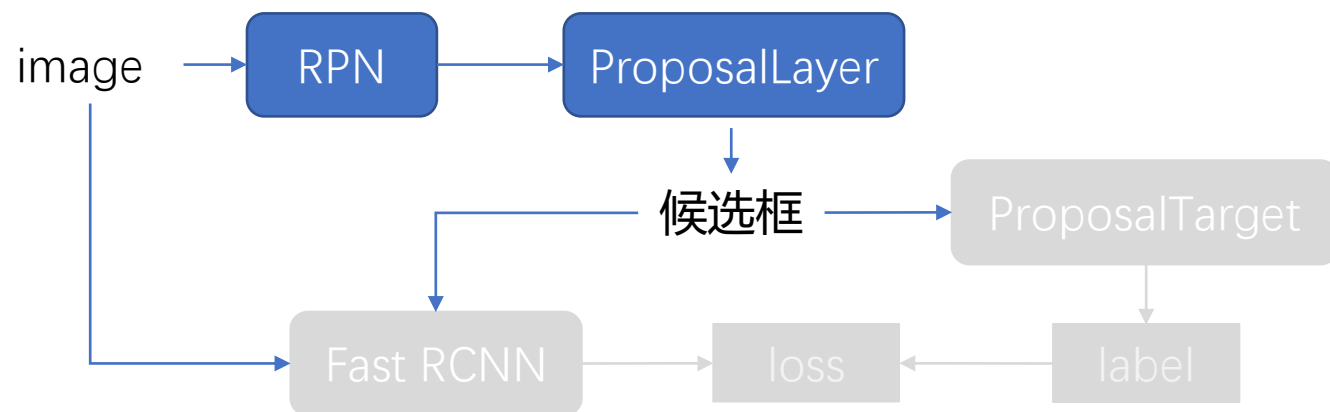 image
RPN
ProposalLayer
候选框
ProposalTarget
Fast RCNN
loss
label